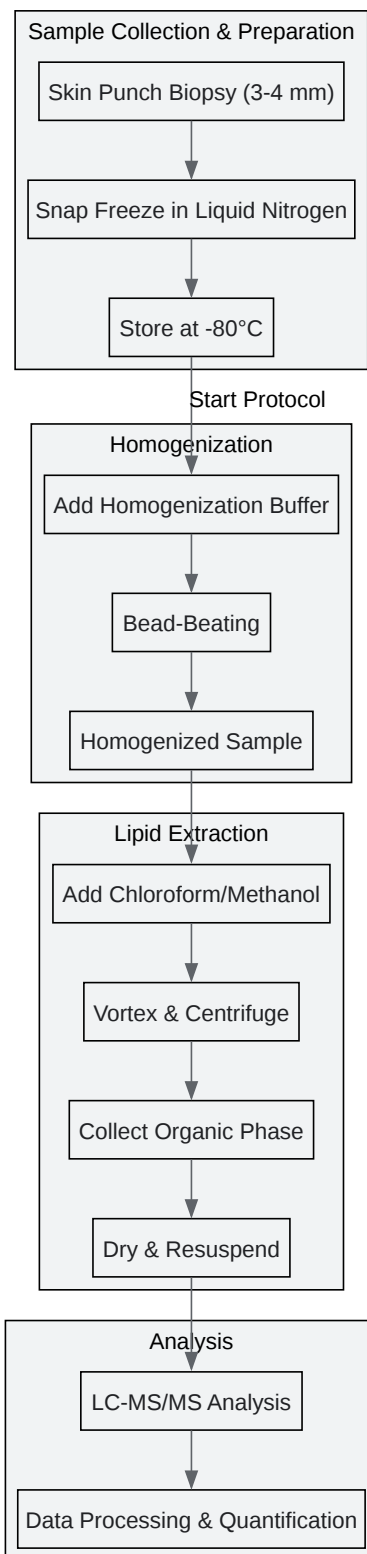 Sample Collection & Preparation
Skin Punch Biopsy (3-4 mm)
Snap Freeze in Liquid Nitrogen
Store at -80°C
Start Protocol
Homogenization
Add Homogenization Buffer
Bead-Beating
Homogenized Sample
Lipid Extraction
Add Chloroform/Methanol
Vortex & Centrifuge
Collect Organic Phase
Dry & Resuspend
Analysis
LC-MS/MS Analysis
Data Processing & Quantification